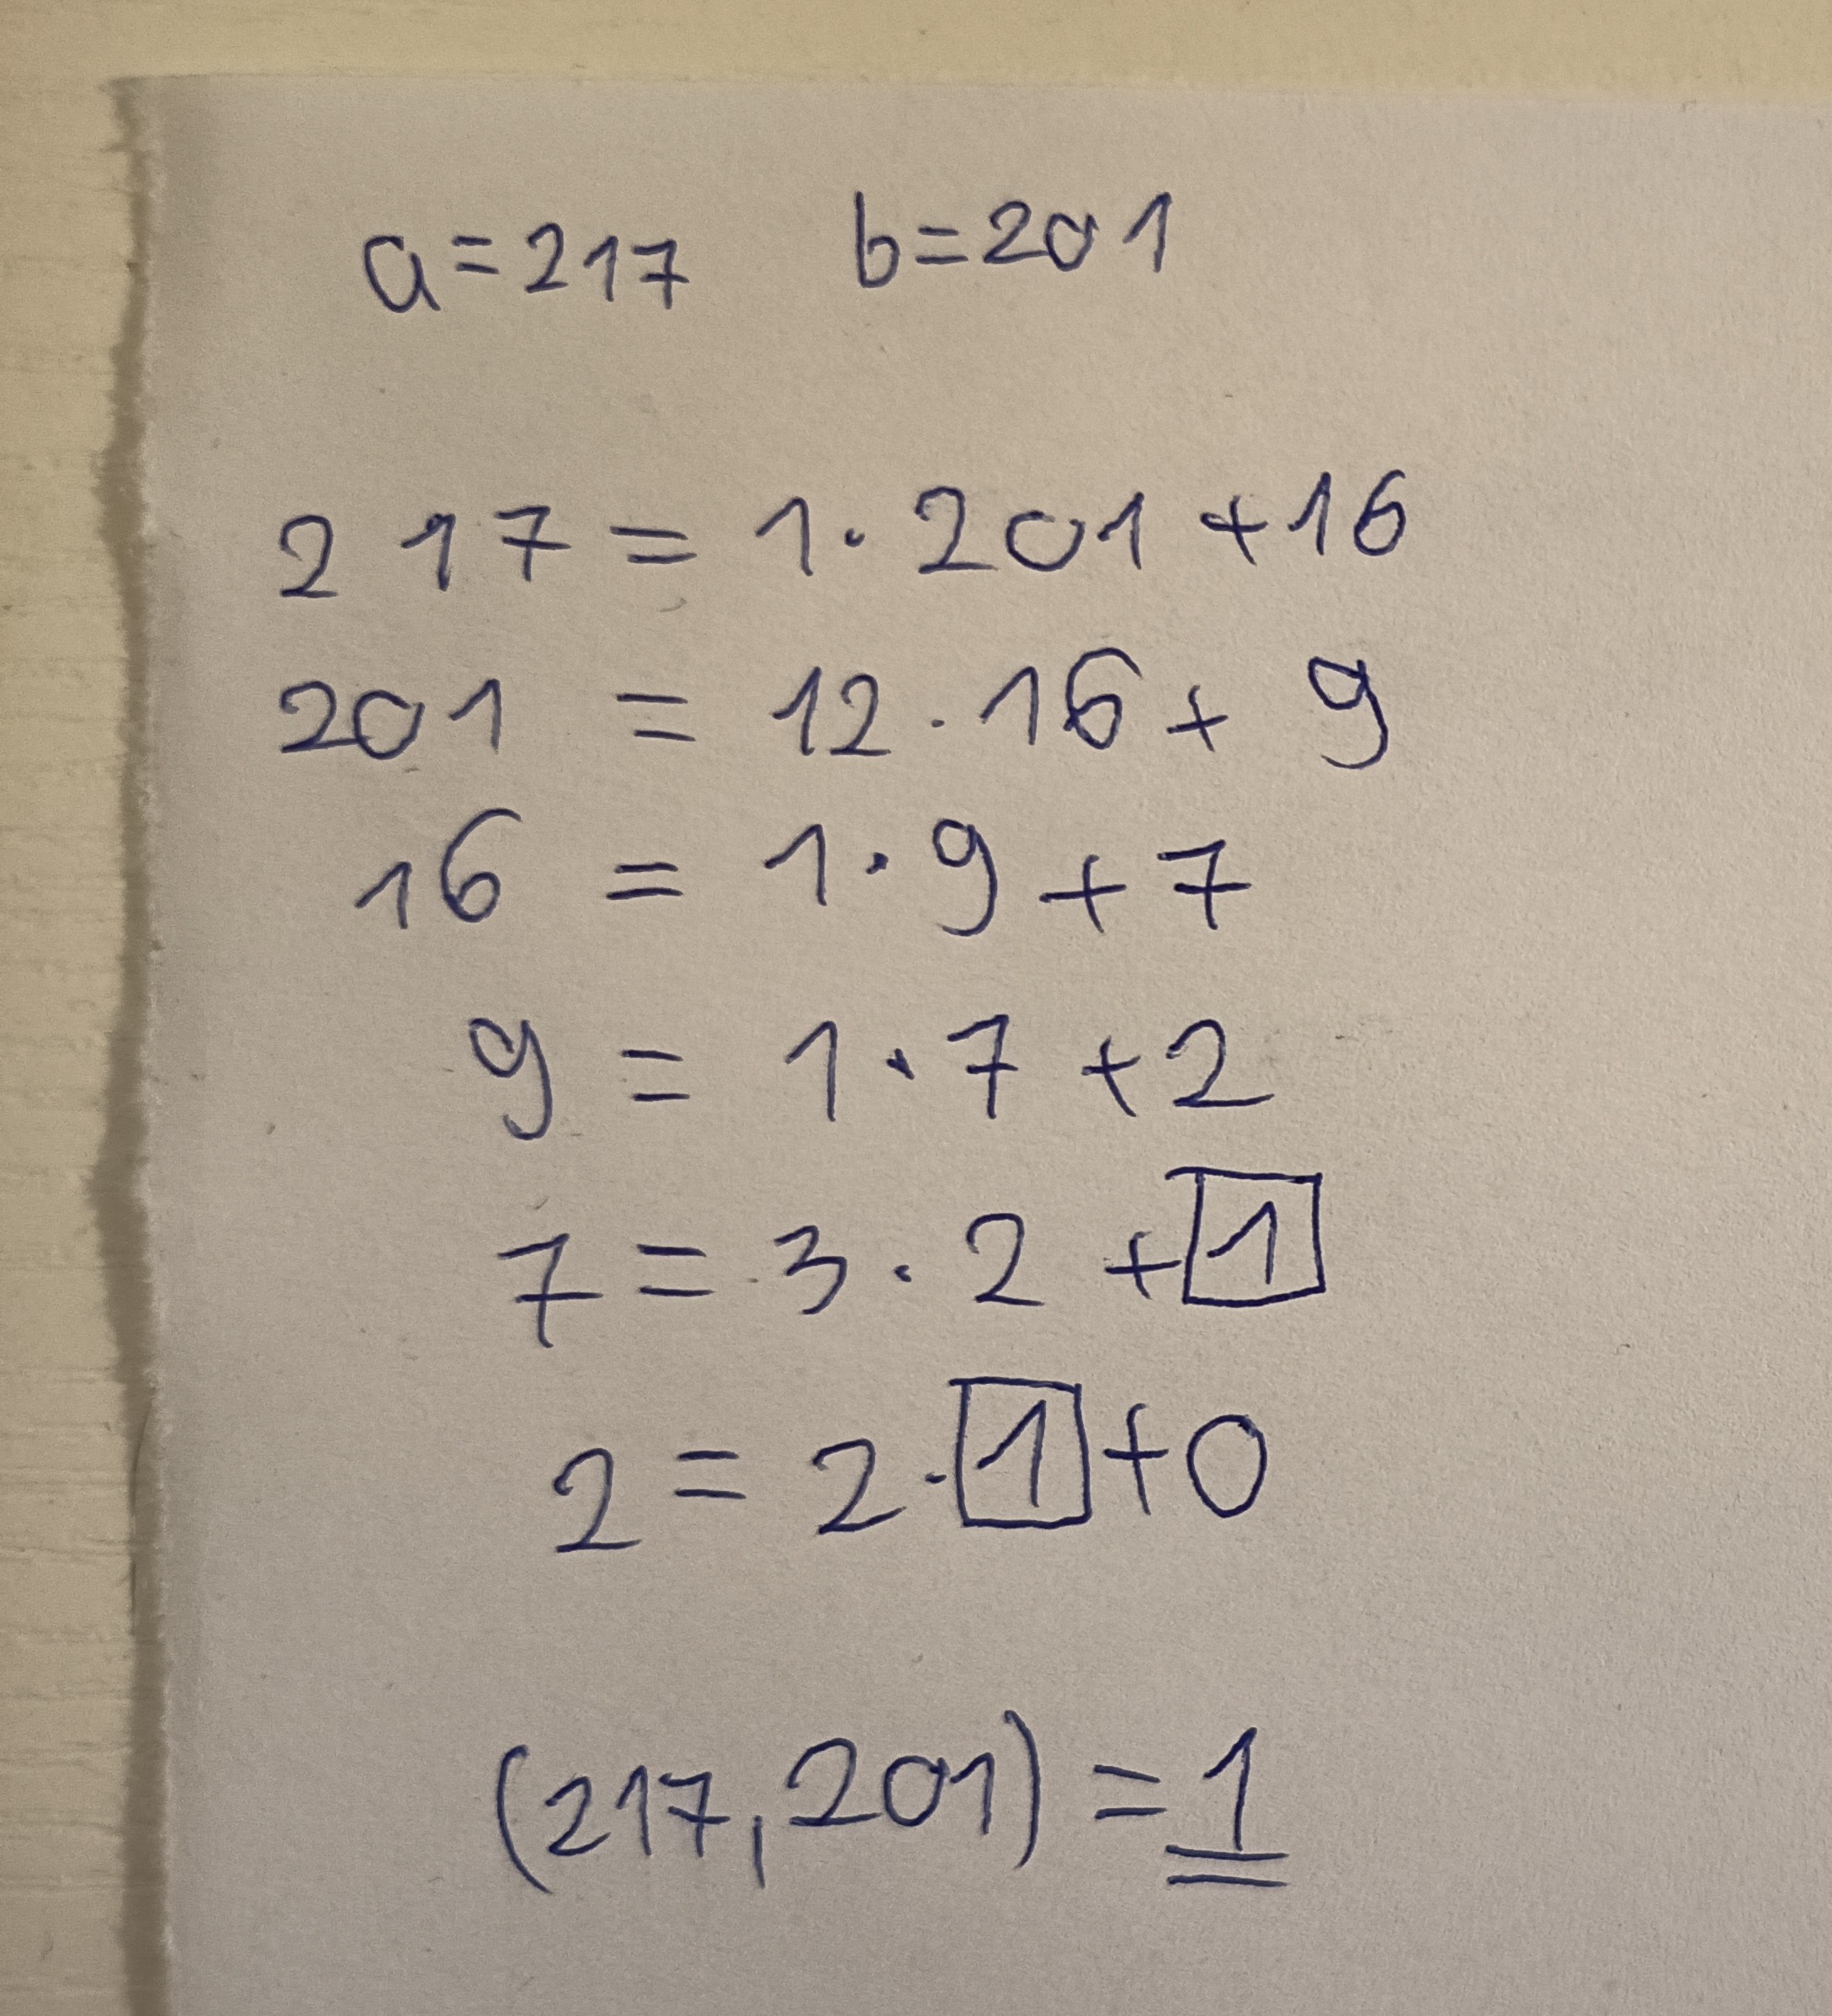 a=217 b=201
217 = 1·201+16
201 = 12·16+9
16 = 1·9+7
9 = 1·7+2
7=3·2+1
2=2·1+0
(217,201)=1